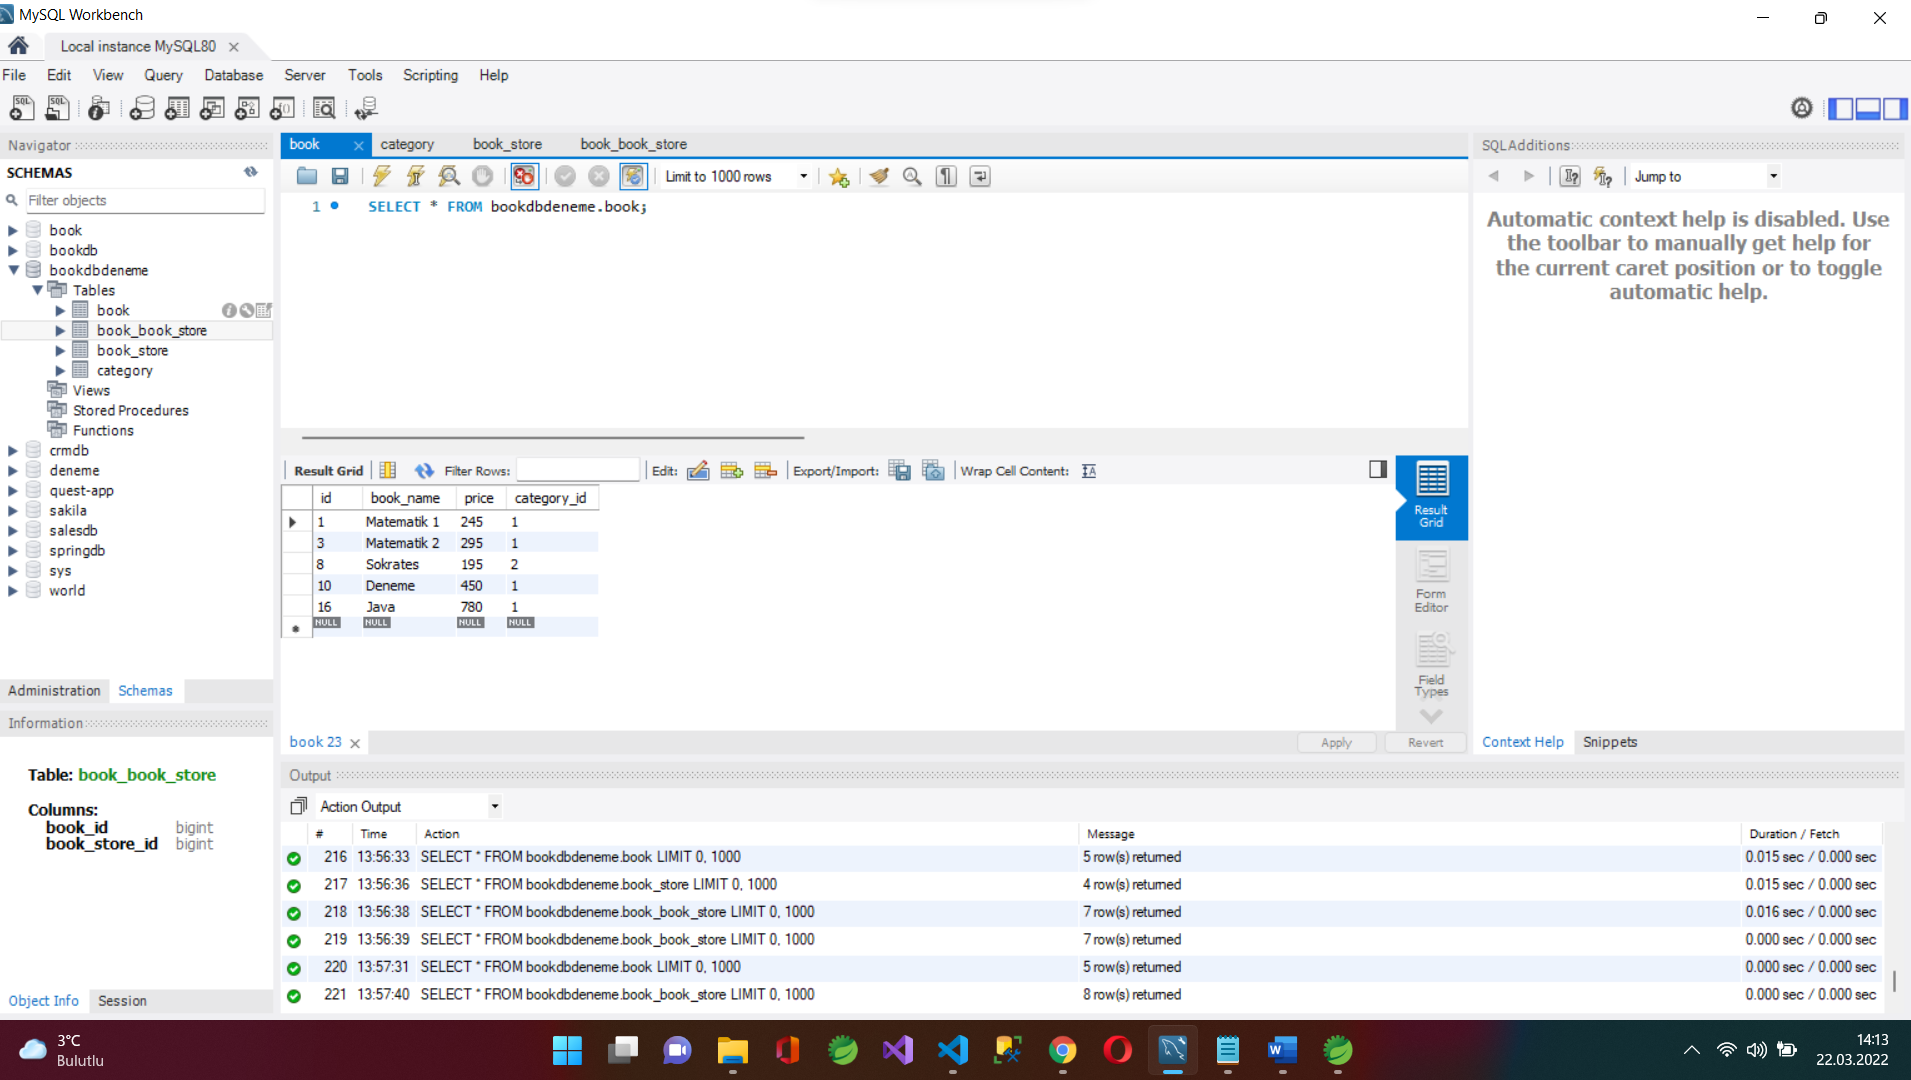 MySQL Workbench
Local instance MySQL80
File Edit View Query Database Server Tools Scripting Help
Navigator
SCHEMAS
Filter objects
book
bookdb
bookdbdeneme
Tables
book
book_book_store
book_store
category
Views
Stored Procedures
Functions
crmdb
deneme
quest-app
sakila
salesdb
springdb
sys
world
Administration Schemas
Information
Table: book_book_store
Columns:
book_id bigint
book_store_id bigint
Object Info Session
book category book_store book_book_store
Limit to 1000 rows
1 SELECT * FROM bookdbdeneme.book;
Result Grid Filter Rows: Edit: Export/Import: Wrap Cell Content:
id book_name price category_id
1 Matematik 1 245 1
3 Matematik 2 295 1
8 Sokrates 195 2
10 Deneme 450 1
16 Java 780 1
NULL NULL NULL NULL
Result
Grid
Form
Editor
Field
Types
book 23 Apply Revert
SQLAdditions
Jump to
Automatic context help is disabled. Use
the toolbar to manually get help for
the current caret position or to toggle
automatic help.
Context Help Snippets
Output
Action Output
# Time Action Message Duration / Fetch
216 13:56:33 SELECT * FROM bookdbdeneme.book LIMIT 0, 1000 5 row(s) returned 0.015 sec / 0.000 sec
217 13:56:36 SELECT * FROM bookdbdeneme.book_store LIMIT 0, 1000 4 row(s) returned 0.015 sec / 0.000 sec
218 13:56:38 SELECT * FROM bookdbdeneme.book_book_store LIMIT 0, 1000 7 row(s) returned 0.016 sec / 0.000 sec
219 13:56:39 SELECT * FROM bookdbdeneme.book_book_store LIMIT 0, 1000 7 row(s) returned 0.000 sec / 0.000 sec
220 13:57:31 SELECT * FROM bookdbdeneme.book LIMIT 0, 1000 5 row(s) returned 0.000 sec / 0.000 sec
221 13:57:40 SELECT * FROM bookdbdeneme.book_book_store LIMIT 0, 1000 8 row(s) returned 0.000 sec / 0.000 sec
3°C
Bulutlu
14:13
22.03.2022